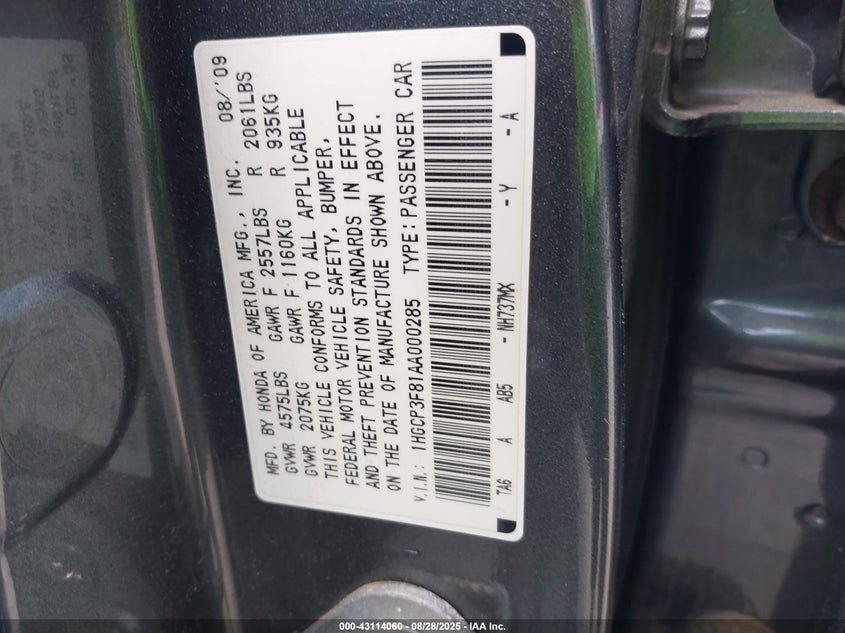 MFD. BY HONDA OF AMERICA MFG., INC. 08/'09
GVWR 4575LBS GAWR F 2557LBS R 2061LBS
GVWR 2075KG GAWR F 1160KG R 935KG
THIS VEHICLE CONFORMS TO ALL APPLICABLE
FEDERAL MOTOR VEHICLE SAFETY, BUMPER,
AND THEFT PREVENTION STANDARDS IN EFFECT
ON THE DATE OF MANUFACTURE SHOWN ABOVE.
V.I.N.: 1HGCP3F81AA000285 TYPE:PASSENGER CAR
TA6 A AB5 - NH737MX - Y - A
000-43114060 - 08/28/2025 - IAA Inc.